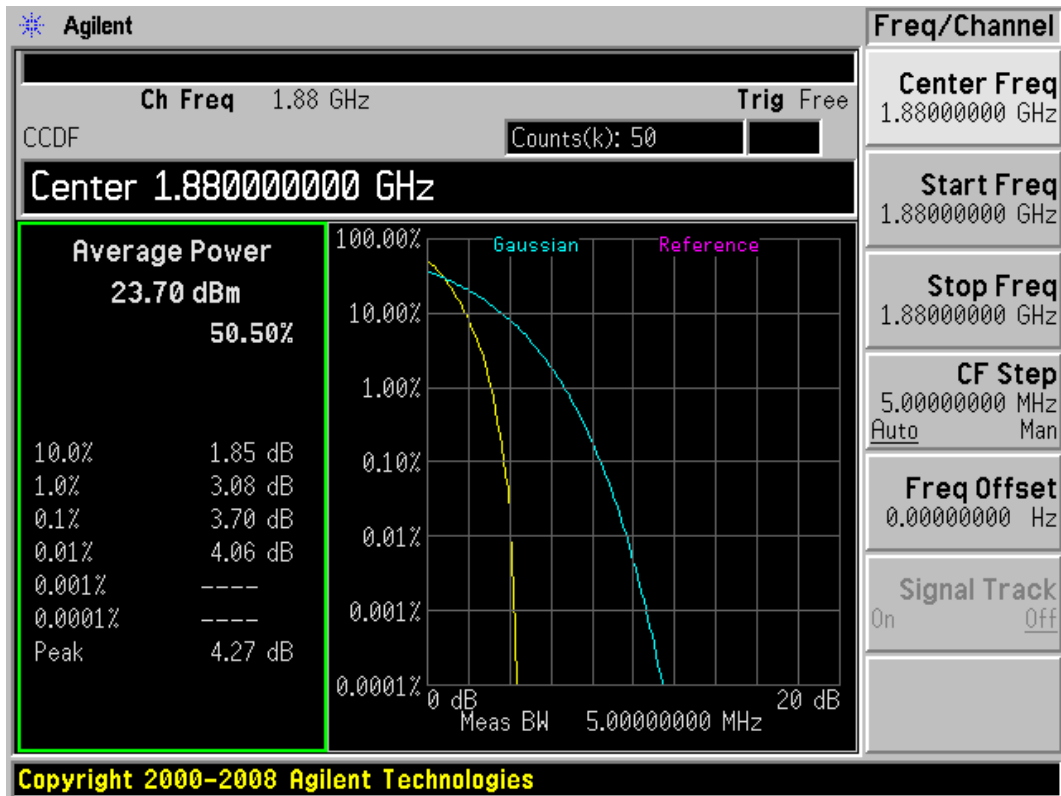 Agilent
Freq/Channel
Ch Freq 1.88 GHz
Trig Free
CCDF
Counts(k): 50
Center 1.880000000 GHz
Average Power
23.70 dBm
50.50%
10.0% 1.85 dB
1.0% 3.08 dB
0.1% 3.70 dB
0.01% 4.06 dB
0.001% ----
0.0001% ----
Peak 4.27 dB
Gaussian
Reference
100.00%
10.00%
1.00%
0.10%
0.01%
0.001%
0.0001%
0 dB
20 dB
Meas BW 5.00000000 MHz
Center Freq
1.88000000 GHz
Start Freq
1.88000000 GHz
Stop Freq
1.88000000 GHz
CF Step
5.00000000 MHz
Auto Man
Freq Offset
0.00000000 Hz
Signal Track
On Off
Copyright 2000-2008 Agilent Technologies